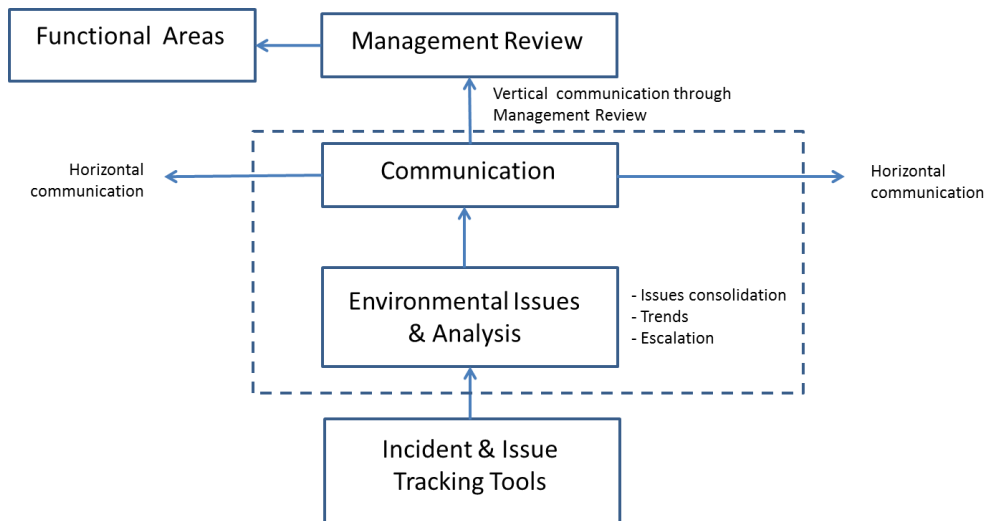 Functional Areas
Management Review
Vertical communication through
Management Review
Communication
Horizontal
communication
Horizontal
communication
Environmental Issues
& Analysis
- Issues consolidation
- Trends
- Escalation
Incident & Issue
Tracking Tools